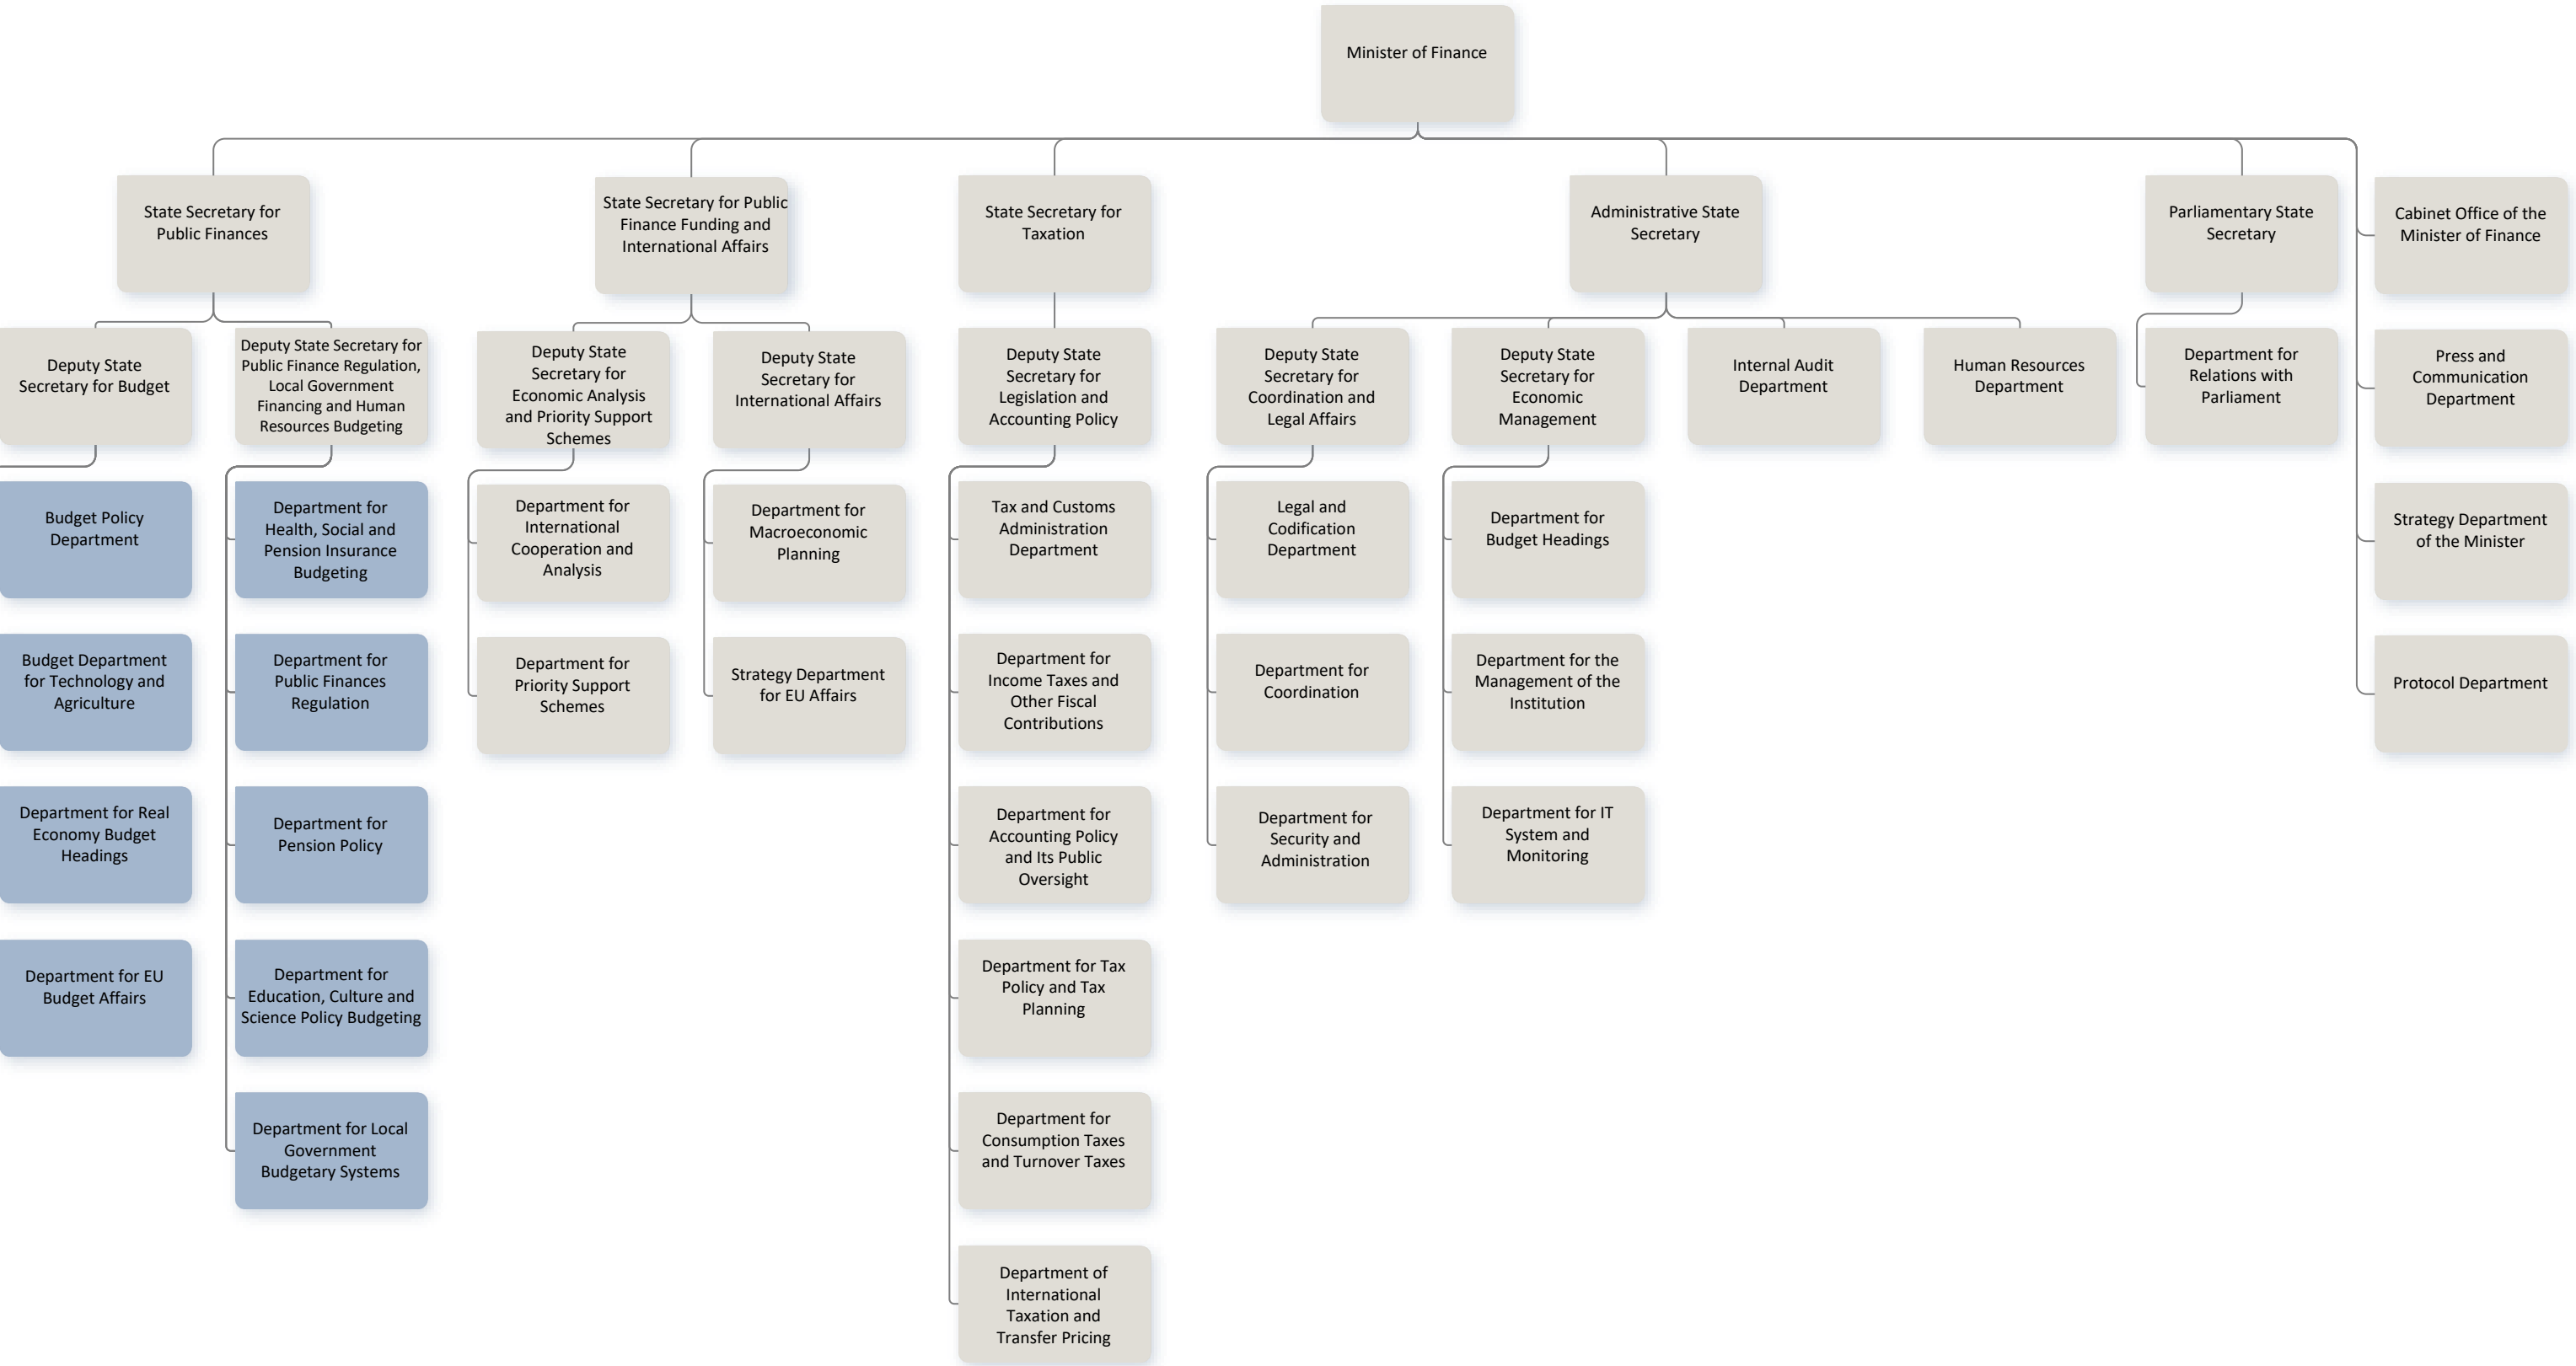 Minister of Finance
State Secretary for
Public Finances
State Secretary for Public
Finance Funding and
International Affairs
State Secretary for
Taxation
Administrative State
Secretary
Parliamentary State
Secretary
Cabinet Office of the
Minister of Finance
Deputy State
Secretary for Budget
Deputy State Secretary for
Public Finance Regulation,
Local Government
Financing and Human
Resources Budgeting
Deputy State
Secretary for
Economic Analysis
and Priority Support
Schemes
Deputy State
Secretary for
International Affairs
Deputy State
Secretary for
Legislation and
Accounting Policy
Deputy State
Secretary for
Coordination and
Legal Affairs
Deputy State
Secretary for
Economic
Management
Internal Audit
Department
Human Resources
Department
Department for
Relations with
Parliament
Press and
Communication
Department
Budget Policy
Department
Department for
Health, Social and
Pension Insurance
Budgeting
Department for
International
Cooperation and
Analysis
Department for
Macroeconomic
Planning
Tax and Customs
Administration
Department
Legal and
Codification
Department
Department for
Budget Headings
Strategy Department
of the Minister
Budget Department
for Technology and
Agriculture
Department for
Public Finances
Regulation
Department for
Priority Support
Schemes
Strategy Department
for EU Affairs
Department for
Income Taxes and
Other Fiscal
Contributions
Department for
Coordination
Department for the
Management of the
Institution
Protocol Department
Department for Real
Economy Budget
Headings
Department for
Pension Policy
Department for
Accounting Policy
and Its Public
Oversight
Department for
Security and
Administration
Department for IT
System and
Monitoring
Department for EU
Budget Affairs
Department for
Education, Culture and
Science Policy Budgeting
Department for Tax
Policy and Tax
Planning
Department for Local
Government
Budgetary Systems
Department for
Consumption Taxes
and Turnover Taxes
Department of
International
Taxation and
Transfer Pricing